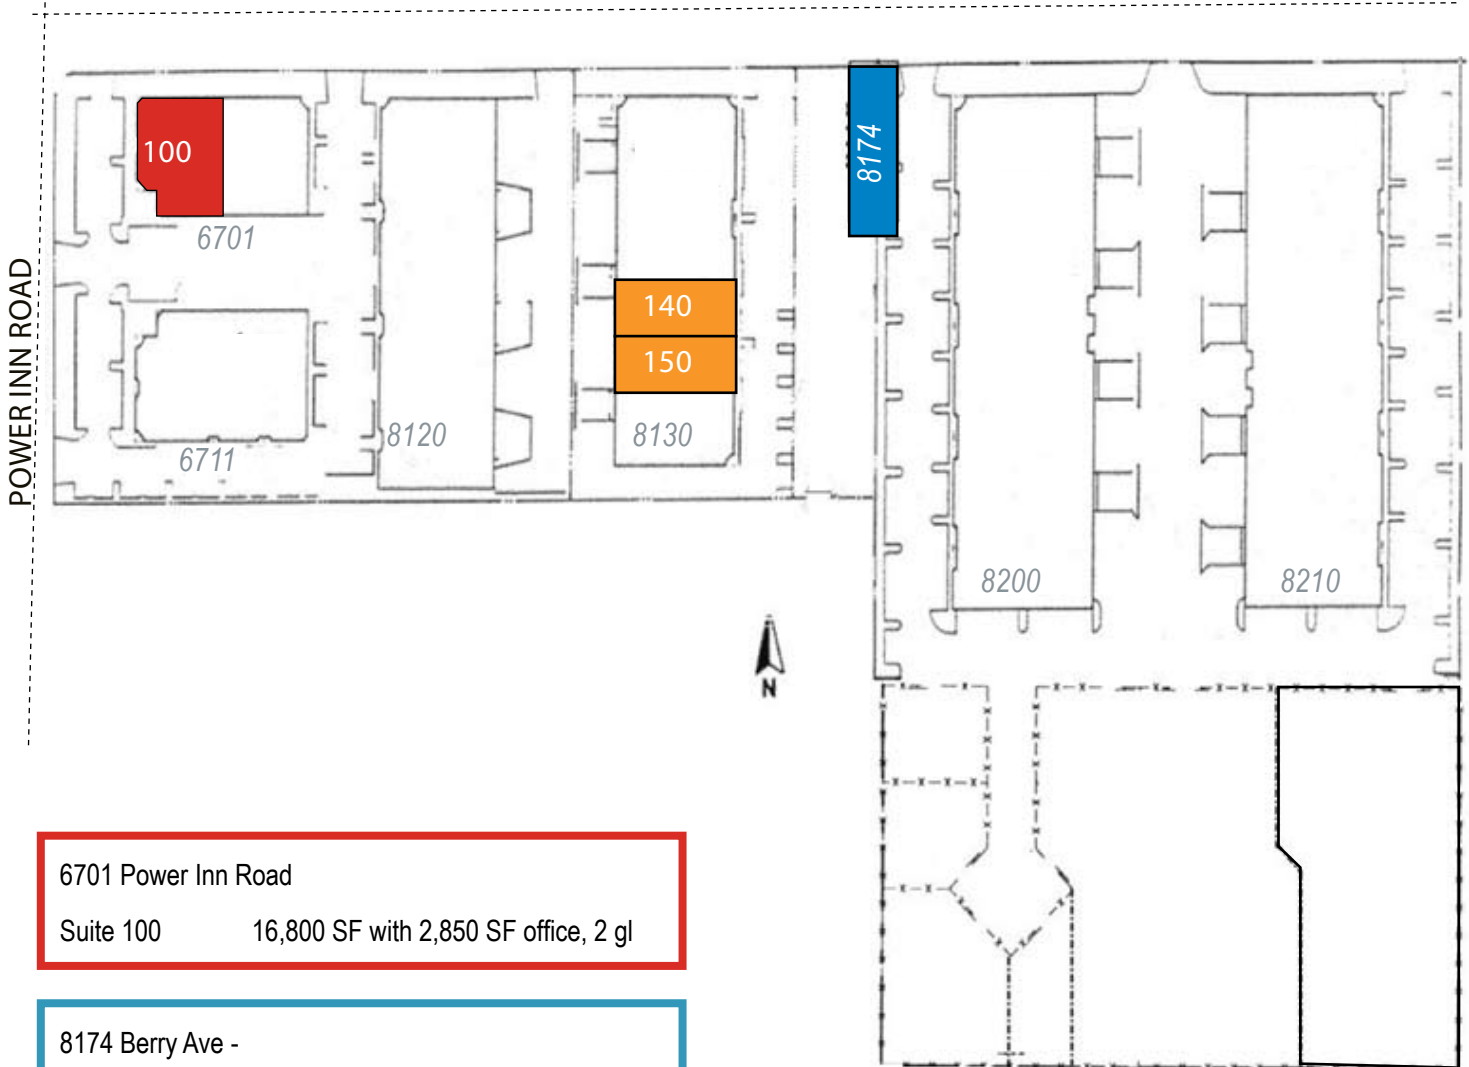 100
6701
6711
POWER INN ROAD
8120
140
150
8130
8174
8200
8210
N
6701 Power Inn Road
Suite 100 16,800 SF with 2,850 SF office, 2 gl
8174 Berry Ave -